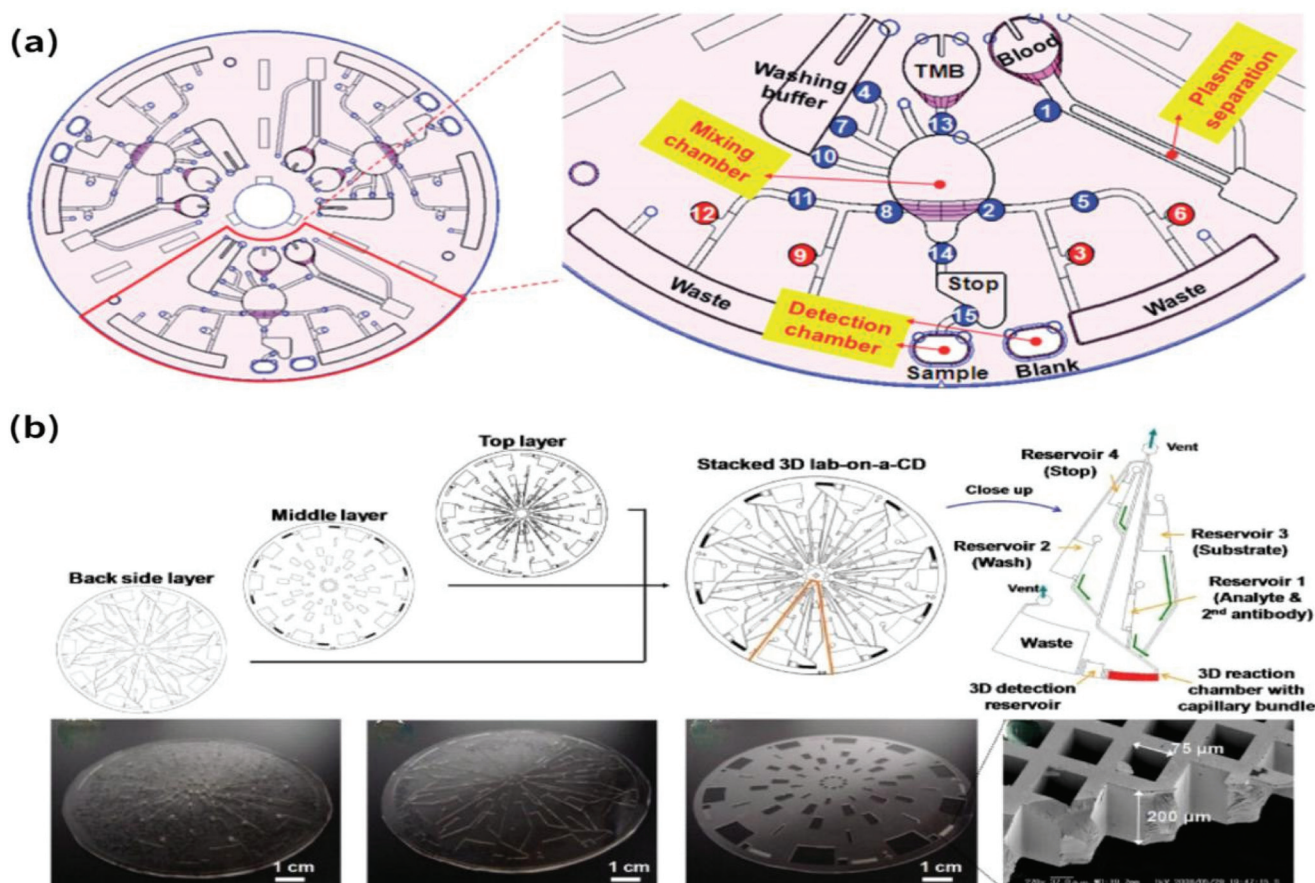 (a)
Washing
buffer
TMB
Blood
Plasma
separation
Mixing
chamber
4
7
10
13
1
11
8
2
5
12
9
14
3
6
Waste
Stop
Waste
15
Detection
chamber
Sample
Blank
(b)
Top layer
Middle layer
Back side layer
Stacked 3D lab-on-a-CD
Close up
Vent
Reservoir 4
(Stop)
Reservoir 2
(Wash)
Reservoir 3
(Substrate)
Reservoir 1
(Analyte &
2nd antibody)
Vent
Waste
3D detection
reservoir
3D reaction
chamber with
capillary bundle
1 cm
1 cm
1 cm
75 µm
200 µm